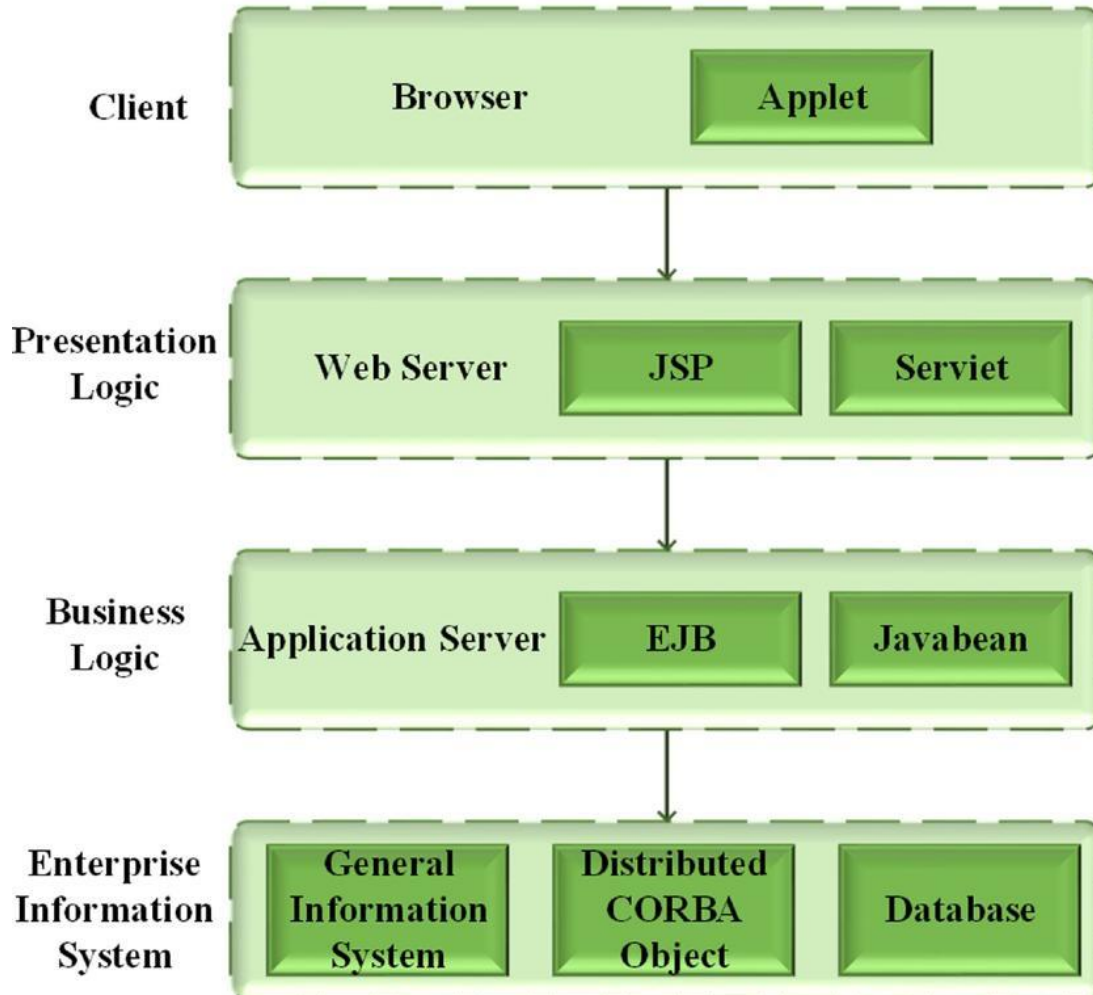 Client
Browser
Applet
Presentation
Logic
Web Server
JSP
Serviet
Business
Logic
Application Server
EJB
Javabean
Enterprise
Information
System
General
Information
System
Distributed
CORBA
Object
Database